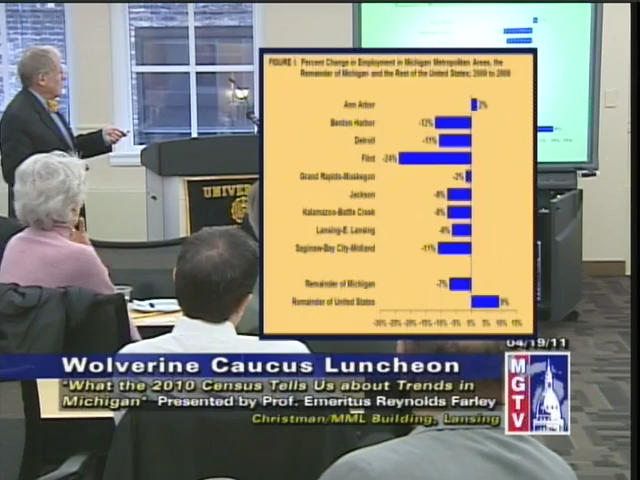 FIGURE I. Percent Change in Employment in Michigan Metropolitan Areas, the
Remainder of Michigan and the Rest of the United States; 2000 to 2008
Ann Arbor 2%
Benton Harbor -12%
Detroit -11%
Flint -24%
Grand Rapids-Muskegon -2%
Jackson -8%
Kalamazoo-Battle Creek -8%
Lansing-E. Lansing -6%
Saginaw-Bay City-Midland -11%
Remainder of Michigan -7%
Remainder of United States 9%
-30% -25% -20% -15% -10% -5% 0% 5% 10% 15%
UNIVER
04/19/11
Wolverine Caucus Luncheon
"What the 2010 Census Tells Us about Trends in
Michigan" Presented by Prof. Emeritus Reynolds Farley
Christman/MML Building, Lansing
MGTV